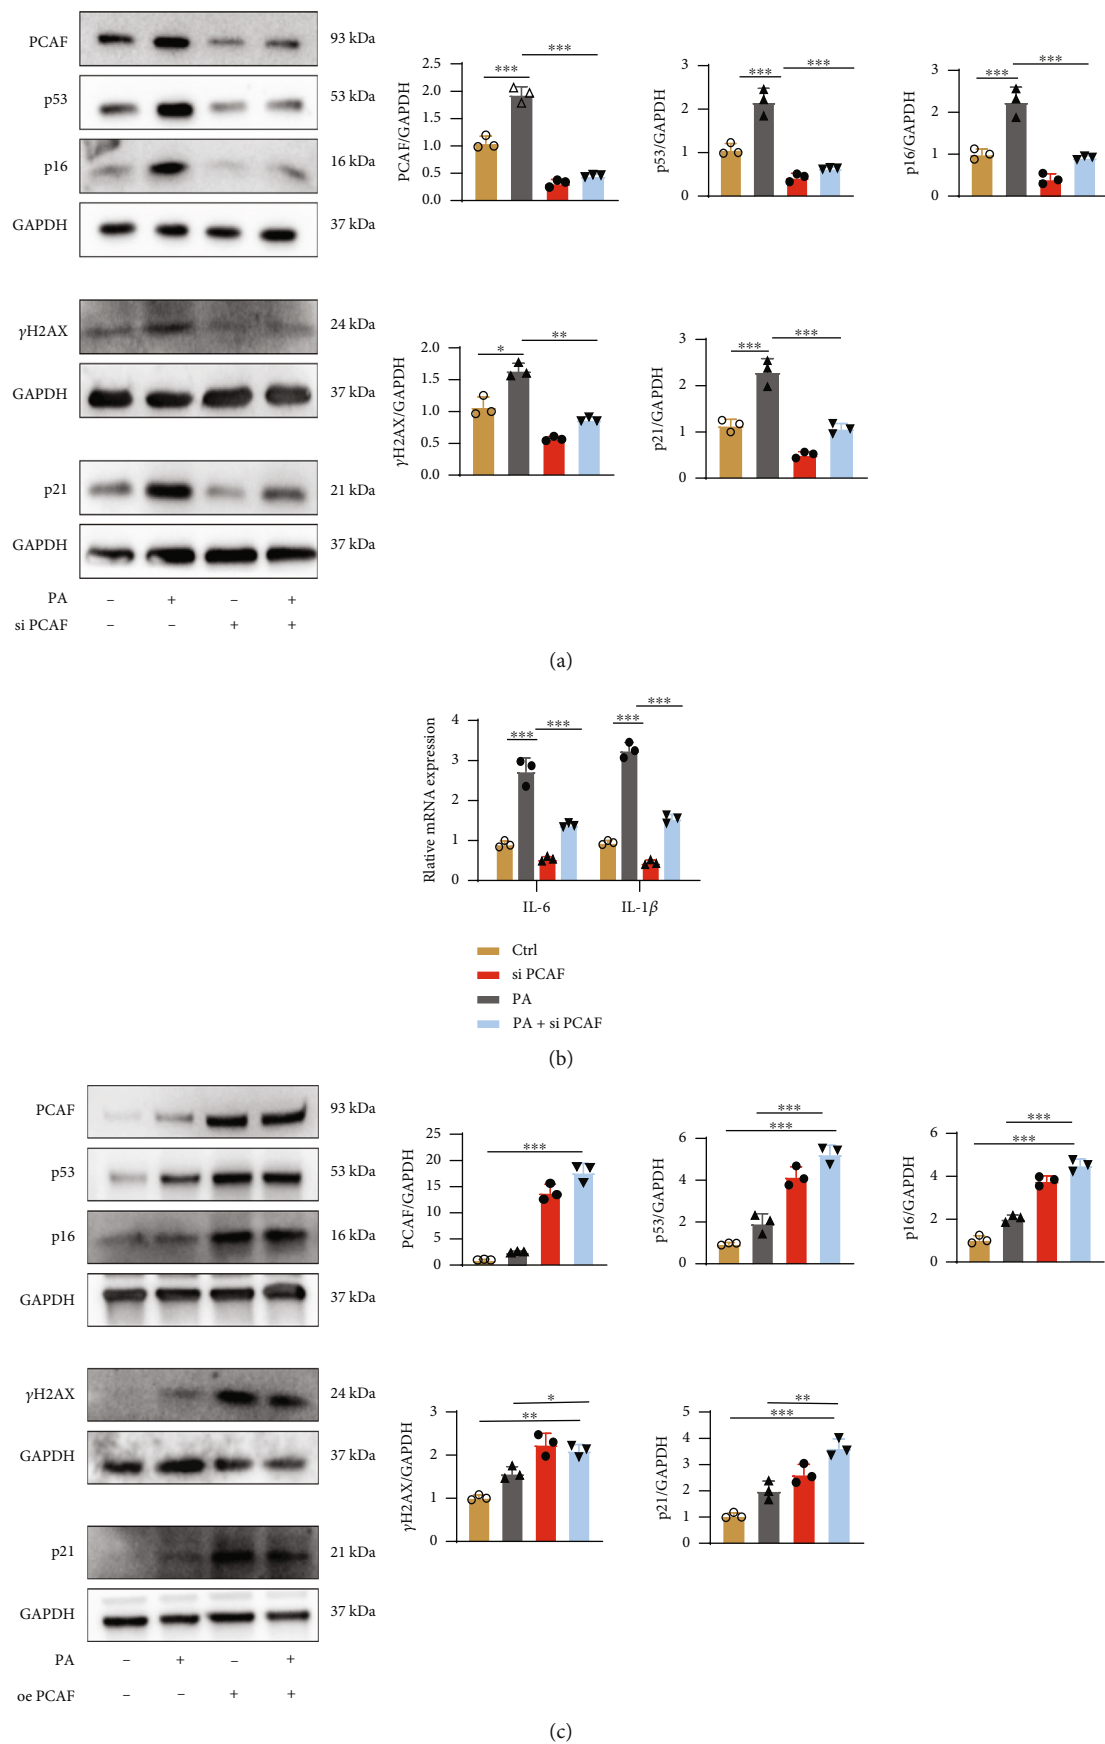 PCAF 93 kDa
p53 53 kDa
p16 16 kDa
GAPDH 37 kDa
γH2AX 24 kDa
GAPDH 37 kDa
p21 21 kDa
GAPDH 37 kDa
PA – + – +
si PCAF – – + +
PCAF/GAPDH
2.5
2.0
1.5
1.0
0.5
0.0
*** ***
p53/GAPDH
3
2
1
0
*** ***
p16/GAPDH
3
2
1
0
*** ***
γH2AX/GAPDH
2.0
1.5
1.0
0.5
0.0
* **
p21/GAPDH
3
2
1
0
*** ***
(a)
Rlative mRNA expression
4
3
2
1
0
*** *** *** ***
IL-6 IL-1β
Ctrl
si PCAF
PA
PA + si PCAF
(b)
PCAF 93 kDa
p53 53 kDa
p16 16 kDa
GAPDH 37 kDa
γH2AX 24 kDa
GAPDH 37 kDa
p21 21 kDa
GAPDH 37 kDa
PA – + – +
oe PCAF – – + +
PCAF/GAPDH
25
20
15
10
5
0
***
p53/GAPDH
6
4
2
0
***
***
p16/GAPDH
6
4
2
0
***
***
γH2AX/GAPDH
3
2
1
0
*
**
p21/GAPDH
5
4
3
2
1
0
**
***
(c)